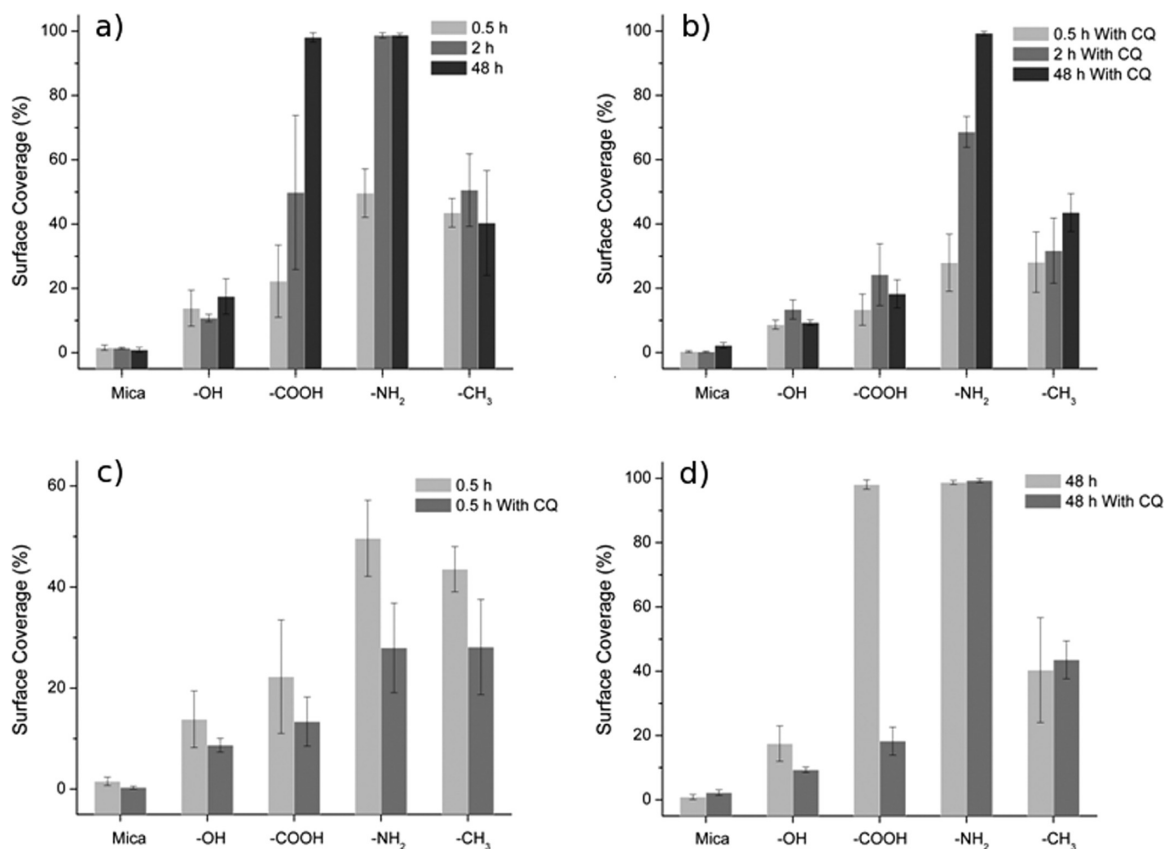 a)
0.5 h
2 h
48 h
Surface Coverage (%)
100
80
60
40
20
0
Mica
-OH
-COOH
-NH₂
-CH₃
b)
0.5 h With CQ
2 h With CQ
48 h With CQ
Surface Coverage (%)
100
80
60
40
20
0
Mica
-OH
-COOH
-NH₂
-CH₃
c)
0.5 h
0.5 h With CQ
Surface Coverage (%)
60
40
20
0
Mica
-OH
-COOH
-NH₂
-CH₃
d)
48 h
48 h With CQ
Surface Coverage (%)
100
80
60
40
20
0
Mica
-OH
-COOH
-NH₂
-CH₃